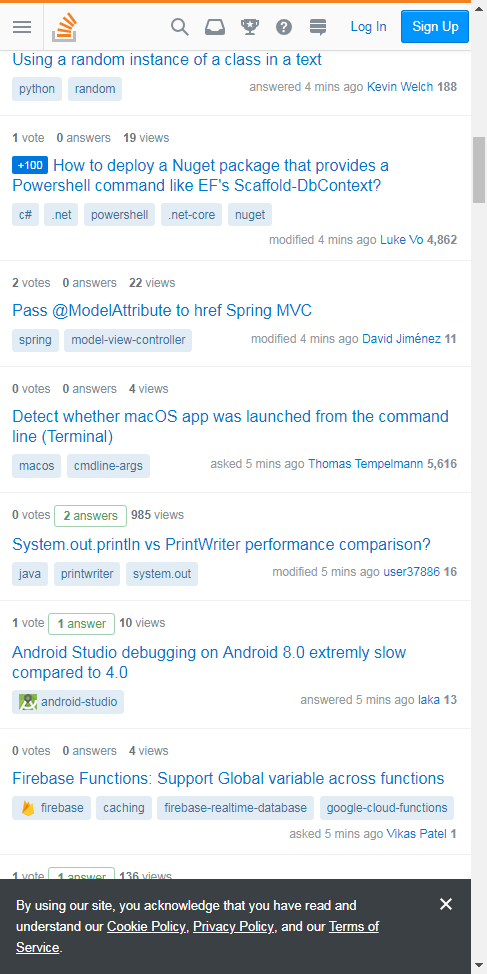 Log In Sign Up
Using a random instance of a class in a text
python random answered 4 mins ago Kevin Welch 188
1 vote 0 answers 19 views
+100 How to deploy a Nuget package that provides a
Powershell command like EF's Scaffold-DbContext?
c# .net powershell .net-core nuget
modified 4 mins ago Luke Vo 4,862
2 votes 0 answers 22 views
Pass @ModelAttribute to href Spring MVC
spring model-view-controller modified 4 mins ago David Jiménez 11
0 votes 0 answers 4 views
Detect whether macOS app was launched from the command
line (Terminal)
macos cmdline-args asked 5 mins ago Thomas Tempelmann 5,616
0 votes 2 answers 985 views
System.out.println vs PrintWriter performance comparison?
java printwriter system.out modified 5 mins ago user37886 16
1 vote 1 answer 10 views
Android Studio debugging on Android 8.0 extremly slow
compared to 4.0
android-studio answered 5 mins ago laka 13
0 votes 0 answers 4 views
Firebase Functions: Support Global variable across functions
firebase caching firebase-realtime-database google-cloud-functions
asked 5 mins ago Vikas Patel 1
1 vote 1 answer 136 views
By using our site, you acknowledge that you have read and
understand our Cookie Policy, Privacy Policy, and our Terms of
Service.